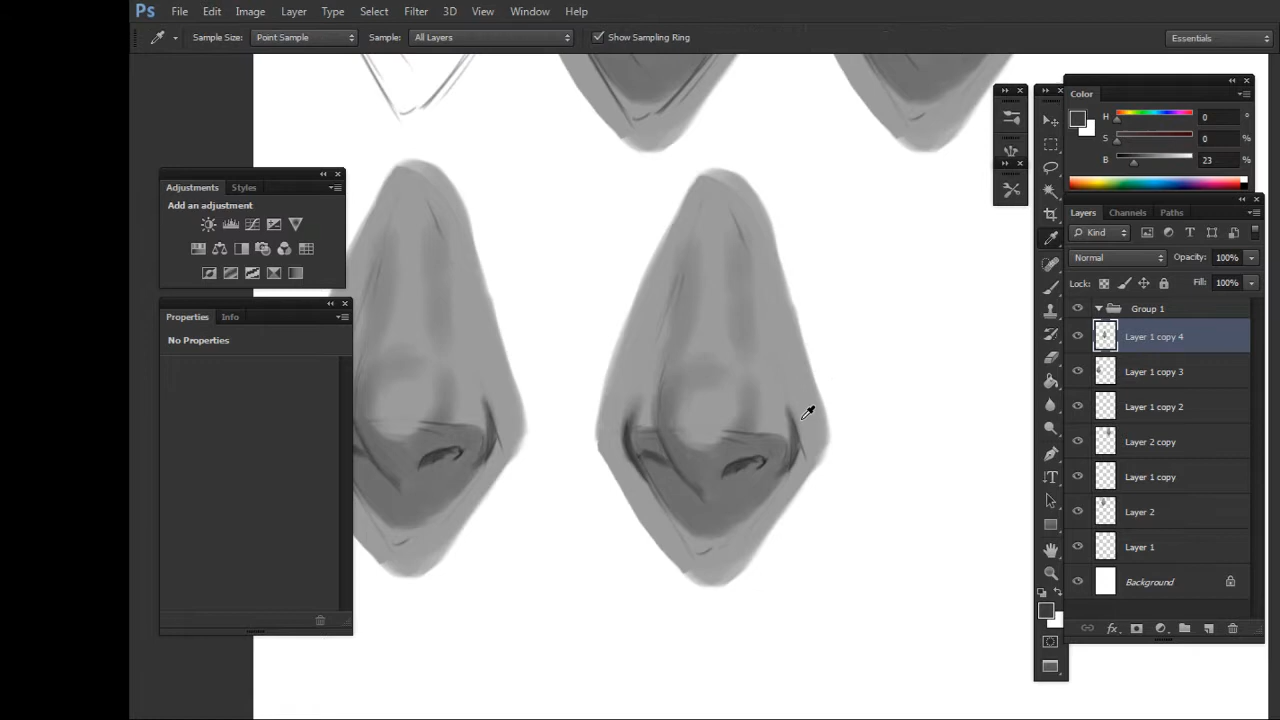 Ps File Edit Image Layer Type Select Filter 3D View Window Help
Sample Size: Point Sample Sample: All Layers Show Sampling Ring Essentials
Color
H 0 °
S 0 %
B 23 %
Adjustments Styles
Add an adjustment
Properties Info
No Properties
Layers Channels Paths
Kind
Normal Opacity: 100%
Lock: Fill: 100%
Group 1
Layer 1 copy 4
Layer 1 copy 3
Layer 1 copy 2
Layer 2 copy
Layer 1 copy
Layer 2
Layer 1
Background
fx